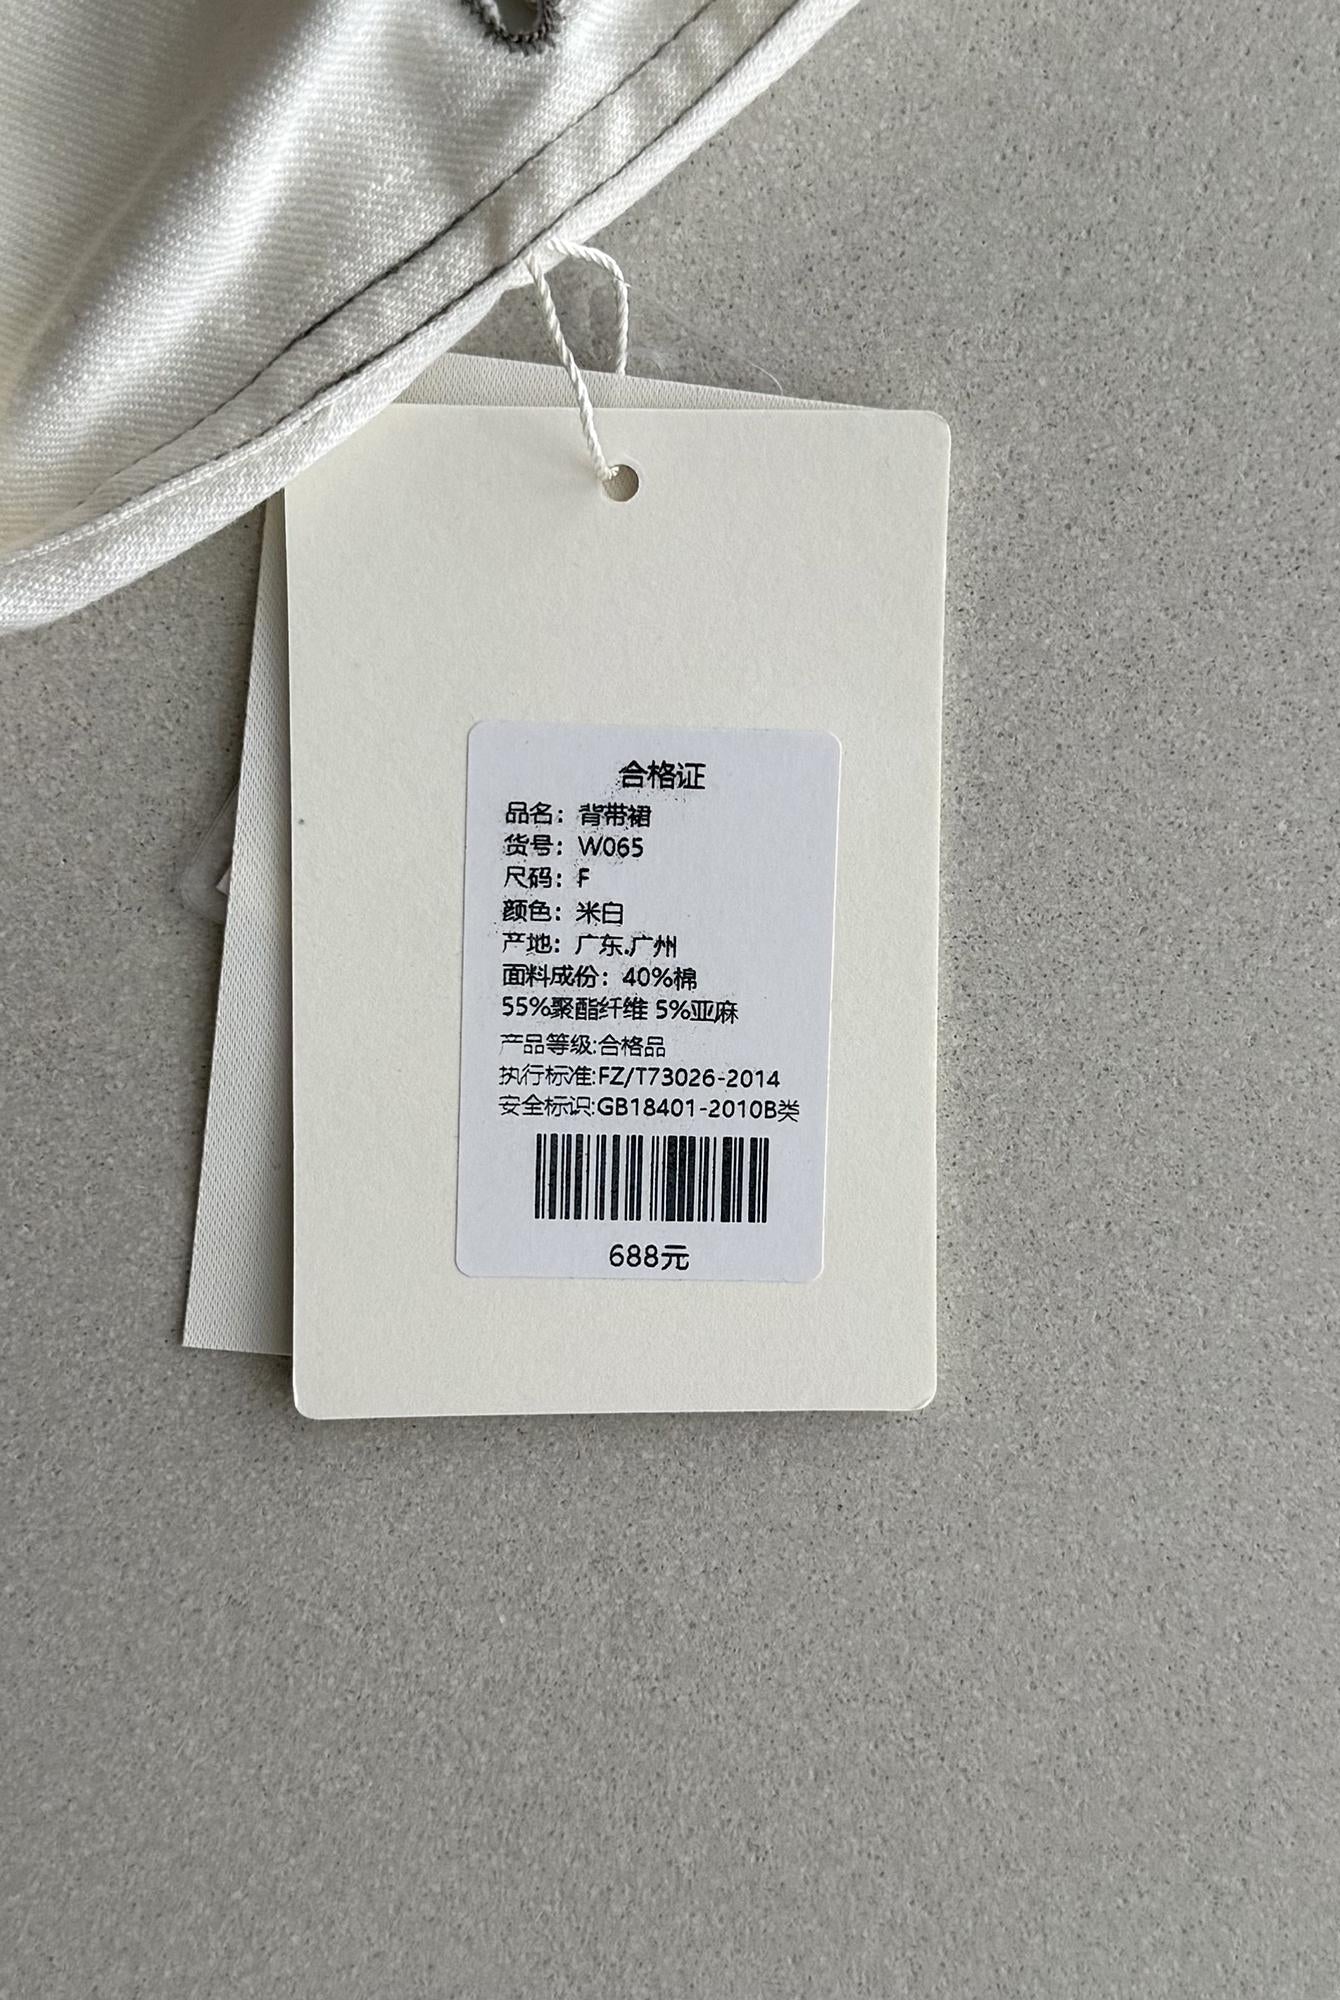 合格证
品名：背带裙
货号：W065
尺码：F
颜色：米白
产地：广东.广州
面料成份：40%棉
55%聚酯纤维 5%亚麻
产品等级:合格品
执行标准:FZ/T73026-2014
安全标识:GB18401-2010B类
688元